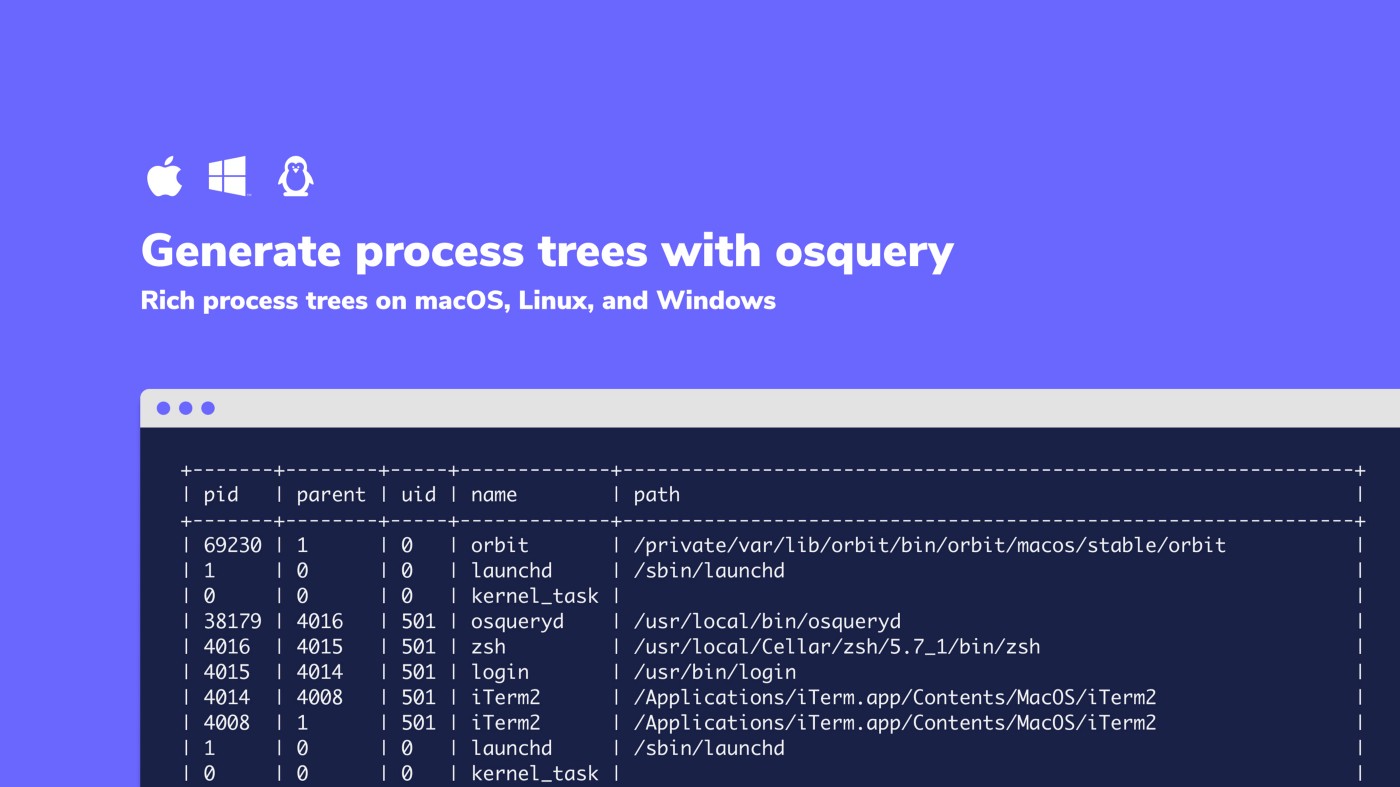 Generate process trees with osquery
Rich process trees on macOS, Linux, and Windows
+-------+--------+-----+-------------+---------------------------------------------------------------+
| pid   | parent | uid | name        | path                                                          |
+-------+--------+-----+-------------+---------------------------------------------------------------+
| 69230 | 1      | 0   | orbit       | /private/var/lib/orbit/bin/orbit/macos/stable/orbit           |
| 1     | 0      | 0   | launchd     | /sbin/launchd                                                 |
| 0     | 0      | 0   | kernel_task |                                                               |
| 38179 | 4016   | 501 | osqueryd    | /usr/local/bin/osqueryd                                       |
| 4016  | 4015   | 501 | zsh         | /usr/local/Cellar/zsh/5.7_1/bin/zsh                           |
| 4015  | 4014   | 501 | login       | /usr/bin/login                                                |
| 4014  | 4008   | 501 | iTerm2      | /Applications/iTerm.app/Contents/MacOS/iTerm2                 |
| 4008  | 1      | 501 | iTerm2      | /Applications/iTerm.app/Contents/MacOS/iTerm2                 |
| 1     | 0      | 0   | launchd     | /sbin/launchd                                                 |
| 0     | 0      | 0   | kernel_task |                                                               |